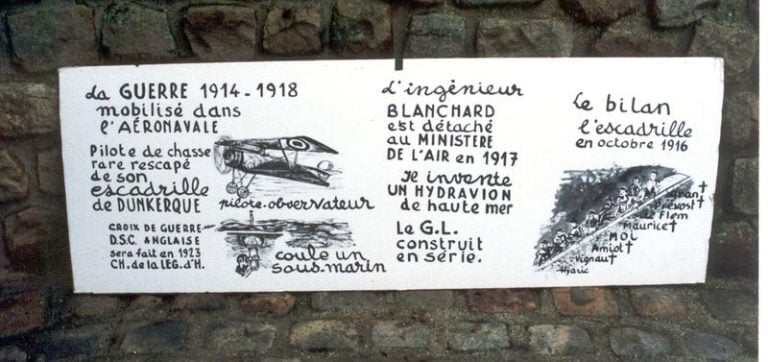 La GUERRE 1914-1918
mobilisé dans
l'AÉRONAVALE
Pilote de chasse
rare rescapé
de son
escadrille
de DUNKERQUE
CROIX DE GUERRE
D.S.C. ANGLAISE
sera fait en 1923
CH. de la LEG. d'H.
pilote-observateur
coule un
sous-marin
L'ingénieur
BLANCHARD
est détaché
au MINISTERE
DE L'AIR en 1917
Je invente
UN HYDRAVION
de haute mer
Le G.L.
construit
en série.
Le bilan
l'escadrille
en octobre 1916
Prévost†
de Flem
Maurice†
MOI
Amiot†
Vignau†